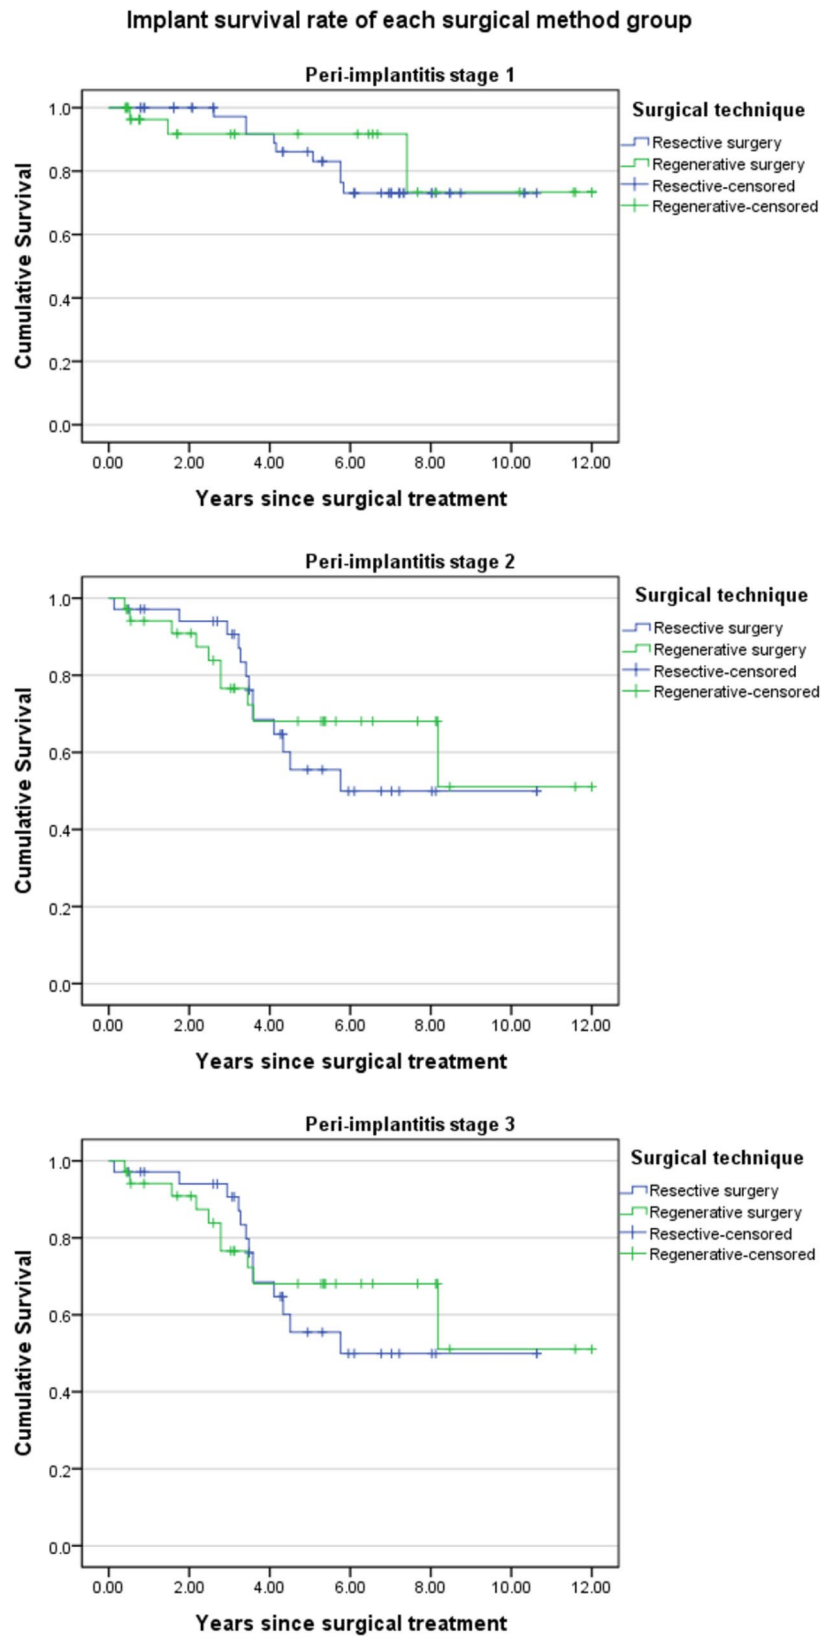 Implant survival rate of each surgical method group
Peri-implantitis stage 1
Cumulative Survival
1.0
0.8
0.6
0.4
0.2
0.0
0.00 2.00 4.00 6.00 8.00 10.00 12.00
Years since surgical treatment
Surgical technique
Resective surgery
Regenerative surgery
Resective-censored
Regenerative-censored
Peri-implantitis stage 2
Cumulative Survival
1.0
0.8
0.6
0.4
0.2
0.0
0.00 2.00 4.00 6.00 8.00 10.00 12.00
Years since surgical treatment
Surgical technique
Resective surgery
Regenerative surgery
Resective-censored
Regenerative-censored
Peri-implantitis stage 3
Cumulative Survival
1.0
0.8
0.6
0.4
0.2
0.0
0.00 2.00 4.00 6.00 8.00 10.00 12.00
Years since surgical treatment
Surgical technique
Resective surgery
Regenerative surgery
Resective-censored
Regenerative-censored